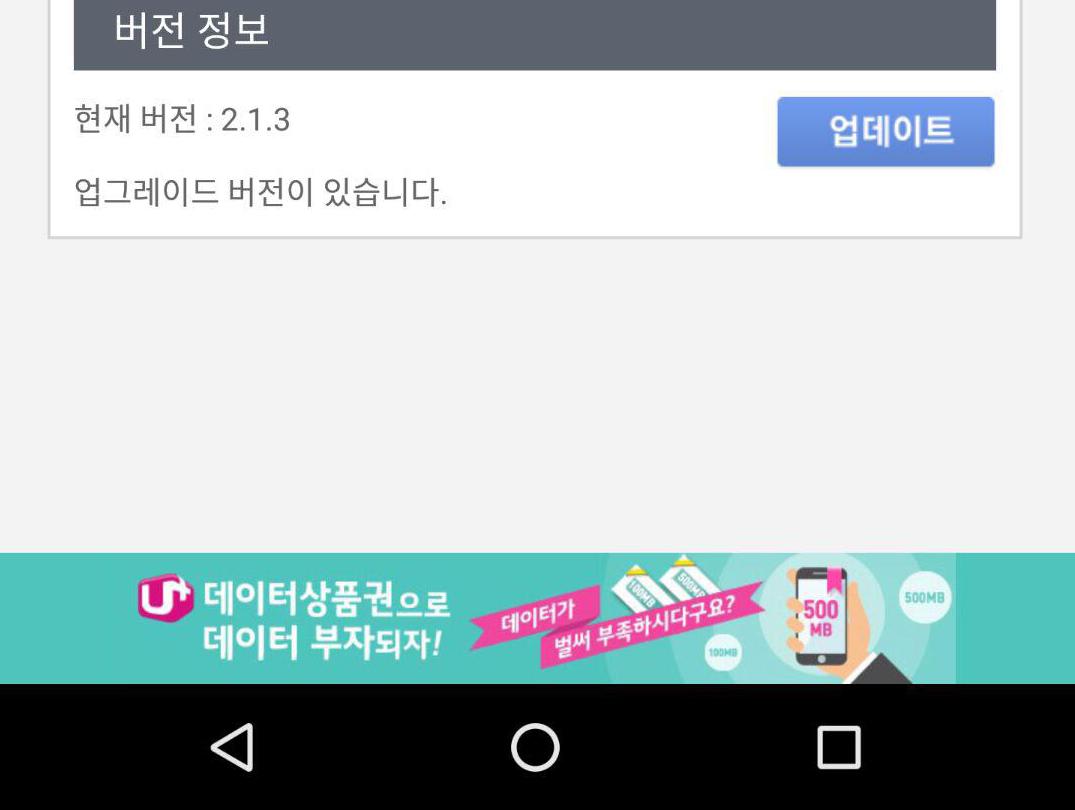 버전 정보
현재 버전 : 2.1.3
업데이트
업그레이드 버전이 있습니다.
U+
데이터상품권으로
데이터 부자되자!
데이터가
벌써 부족하시다구요?
100MB
500MB
500
MB
500MB
100MB